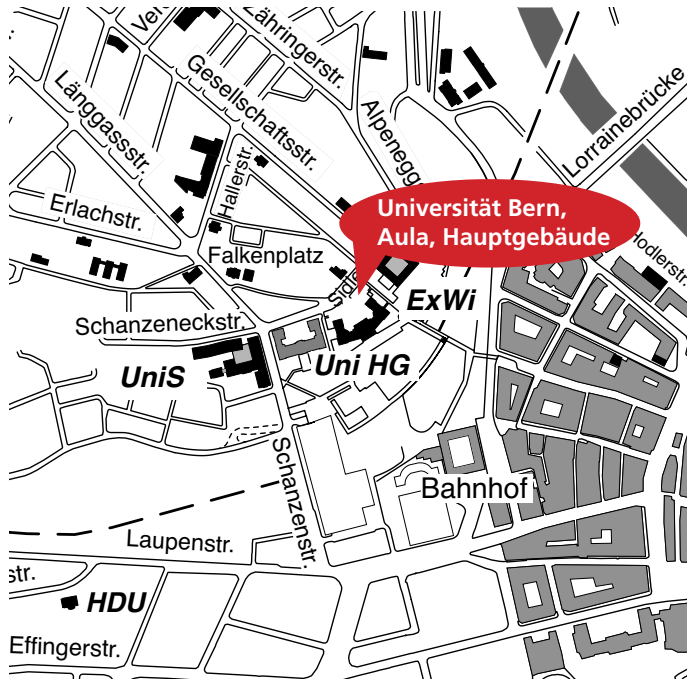 Zähringerstr.
Gesellschaftsstr.
Länggassstr.
Alpenegg
Lorrainebrücke
Hallerstr.
Erlachstr.
Universität Bern,
Aula, Hauptgebäude
Hodlerstr.
Falkenplatz
ExWi
Schanzeneckstr.
Uni HG
UniS
Schanzenstr.
Bahnhof
Laupenstr.
str.
HDU
Effingerstr.